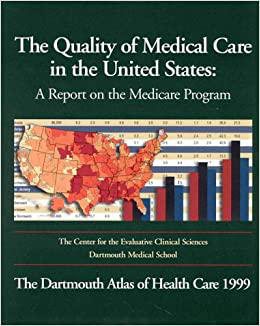 The Quality of Medical Care
in the United States:
A Report on the Medicare Program
The Center for the Evaluative Clinical Sciences
Dartmouth Medical School
The Dartmouth Atlas of Health Care 1999